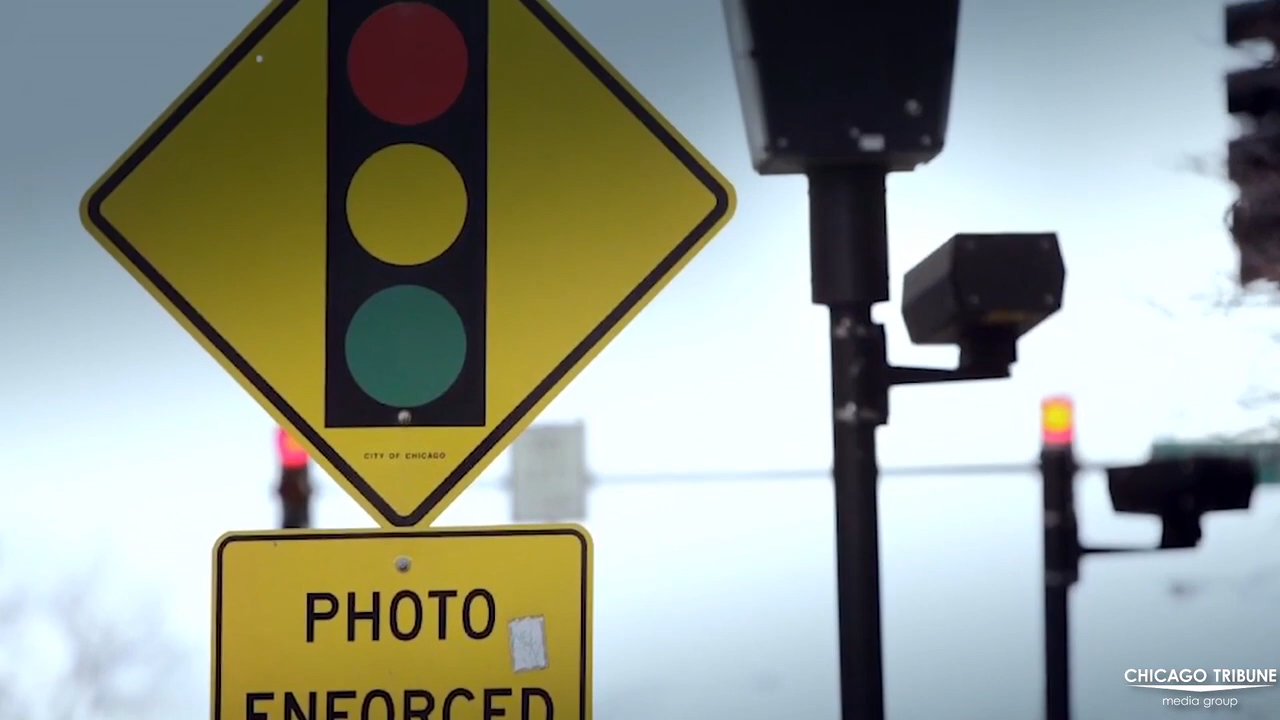 CITY OF CHICAGO
PHOTO
ENFORCED
CHICAGO TRIBUNE
media group